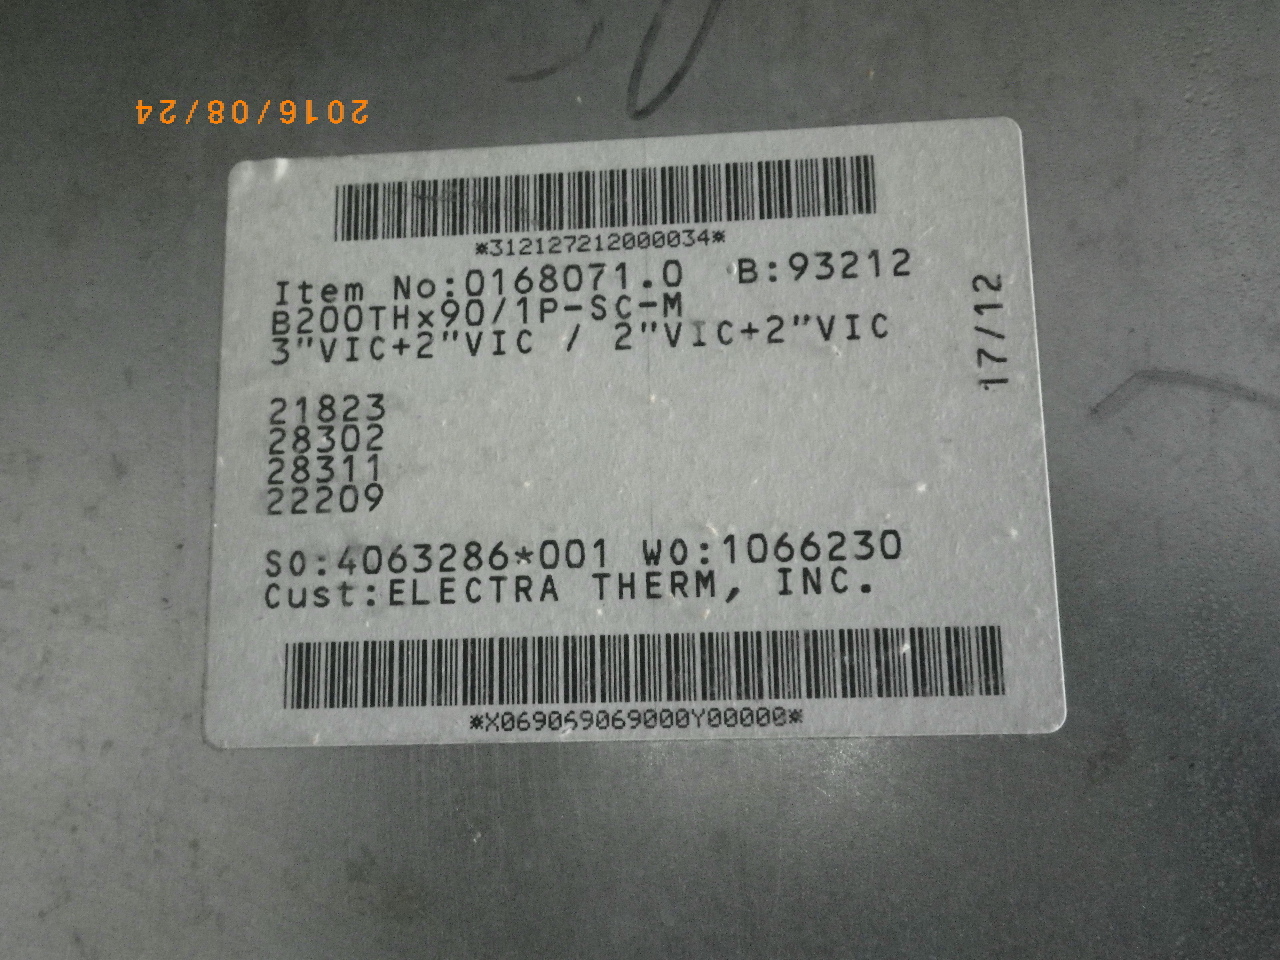 2016/08/24
*312127212000034*
Item No:0168071.0 B:93212
B200THx90/1P-SC-M
3"VIC+2"VIC / 2"VIC+2"VIC
17/12
21823
28302
28311
22209
SO:4063286*001 WO:1066230
Cust:ELECTRA THERM, INC.
*X069069069000Y00000*